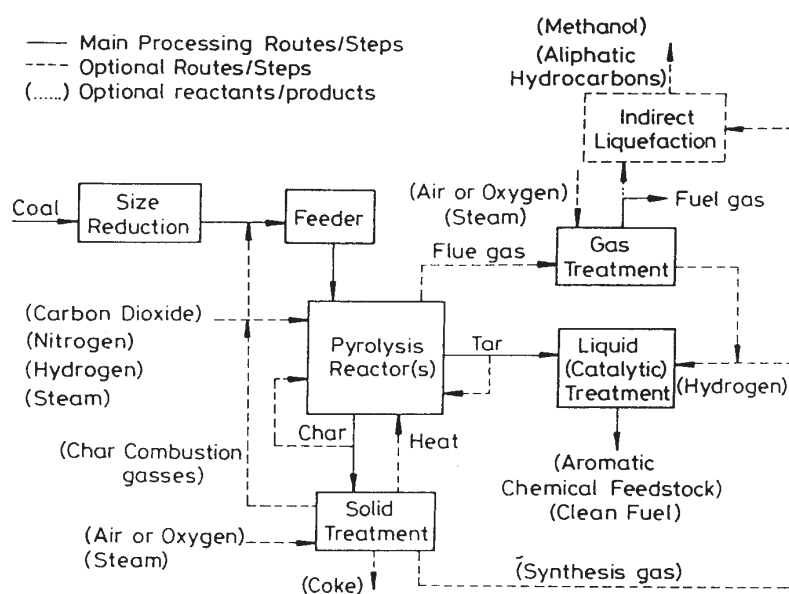 (Methanol)
(Aliphatic
Hydrocarbons)
Main Processing Routes/Steps
Optional Routes/Steps
(.....) Optional reactants/products
Indirect
Liquefaction
Coal
Size
Reduction
Feeder
(Air or Oxygen)
(Steam)
Fuel gas
Flue gas
Gas
Treatment
(Carbon Dioxide)
(Nitrogen)
(Hydrogen)
(Steam)
Pyrolysis
Reactor(s)
Tar
Liquid
(Catalytic)
Treatment
(Hydrogen)
Char
Heat
(Char Combustion
gasses)
(Aromatic
Chemical Feedstock)
(Clean Fuel)
Solid
Treatment
(Air or Oxygen)
(Steam)
(Coke)
(Synthesis gas)